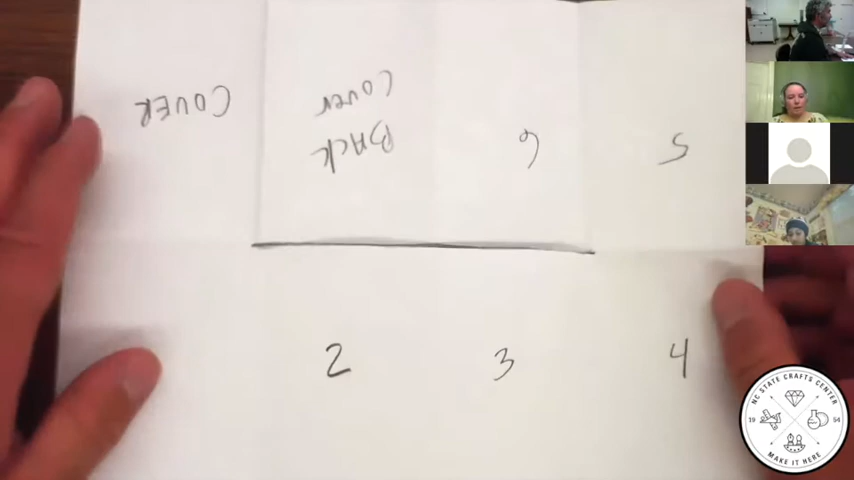 COVER
BACK
COVER
6
5
2
3
4
NC STATE CRAFTS CENTER
19 54
MAKE IT HERE